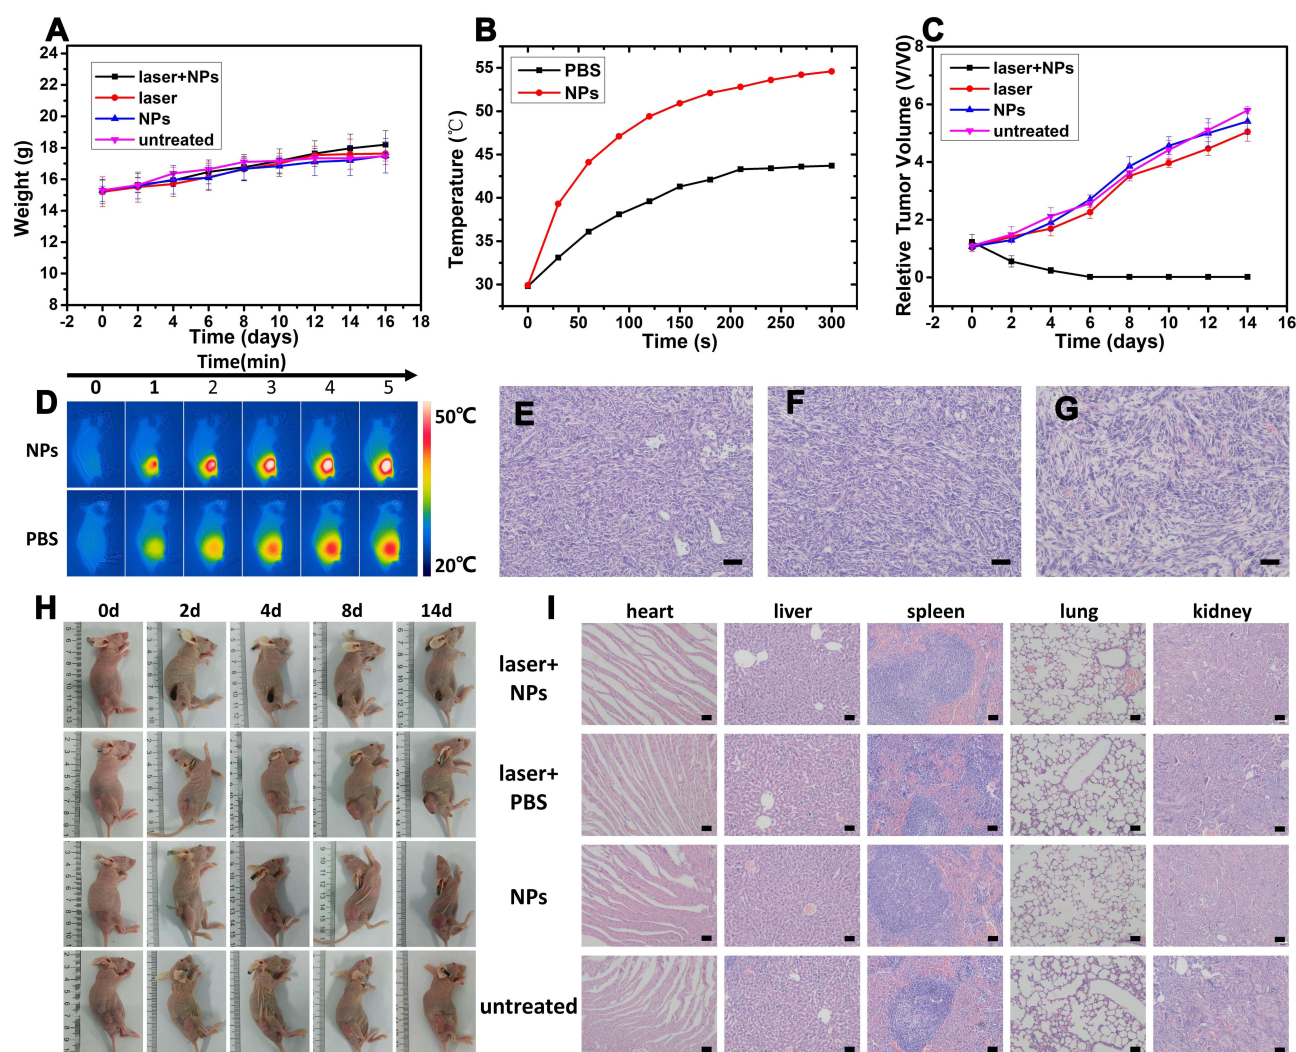 A
24
22
20
18
16
14
12
10
8
Weight (g)
laser+NPs
laser
NPs
untreated
-2 0 2 4 6 8 10 12 14 16 18
Time (days)
B
55
50
45
40
35
30
Temperature (℃)
PBS
NPs
0 50 100 150 200 250 300
Time (s)
C
8
6
4
2
0
Reletive Tumor Volume (V/V0)
laser+NPs
laser
NPs
untreated
-2 0 2 4 6 8 10 12 14 16
Time (days)
Time(min)
0 1 2 3 4 5
D
NPs
PBS
50℃
20℃
E
F
G
H
0d 2d 4d 8d 14d
I
heart liver spleen lung kidney
laser+
NPs
laser+
PBS
NPs
untreated